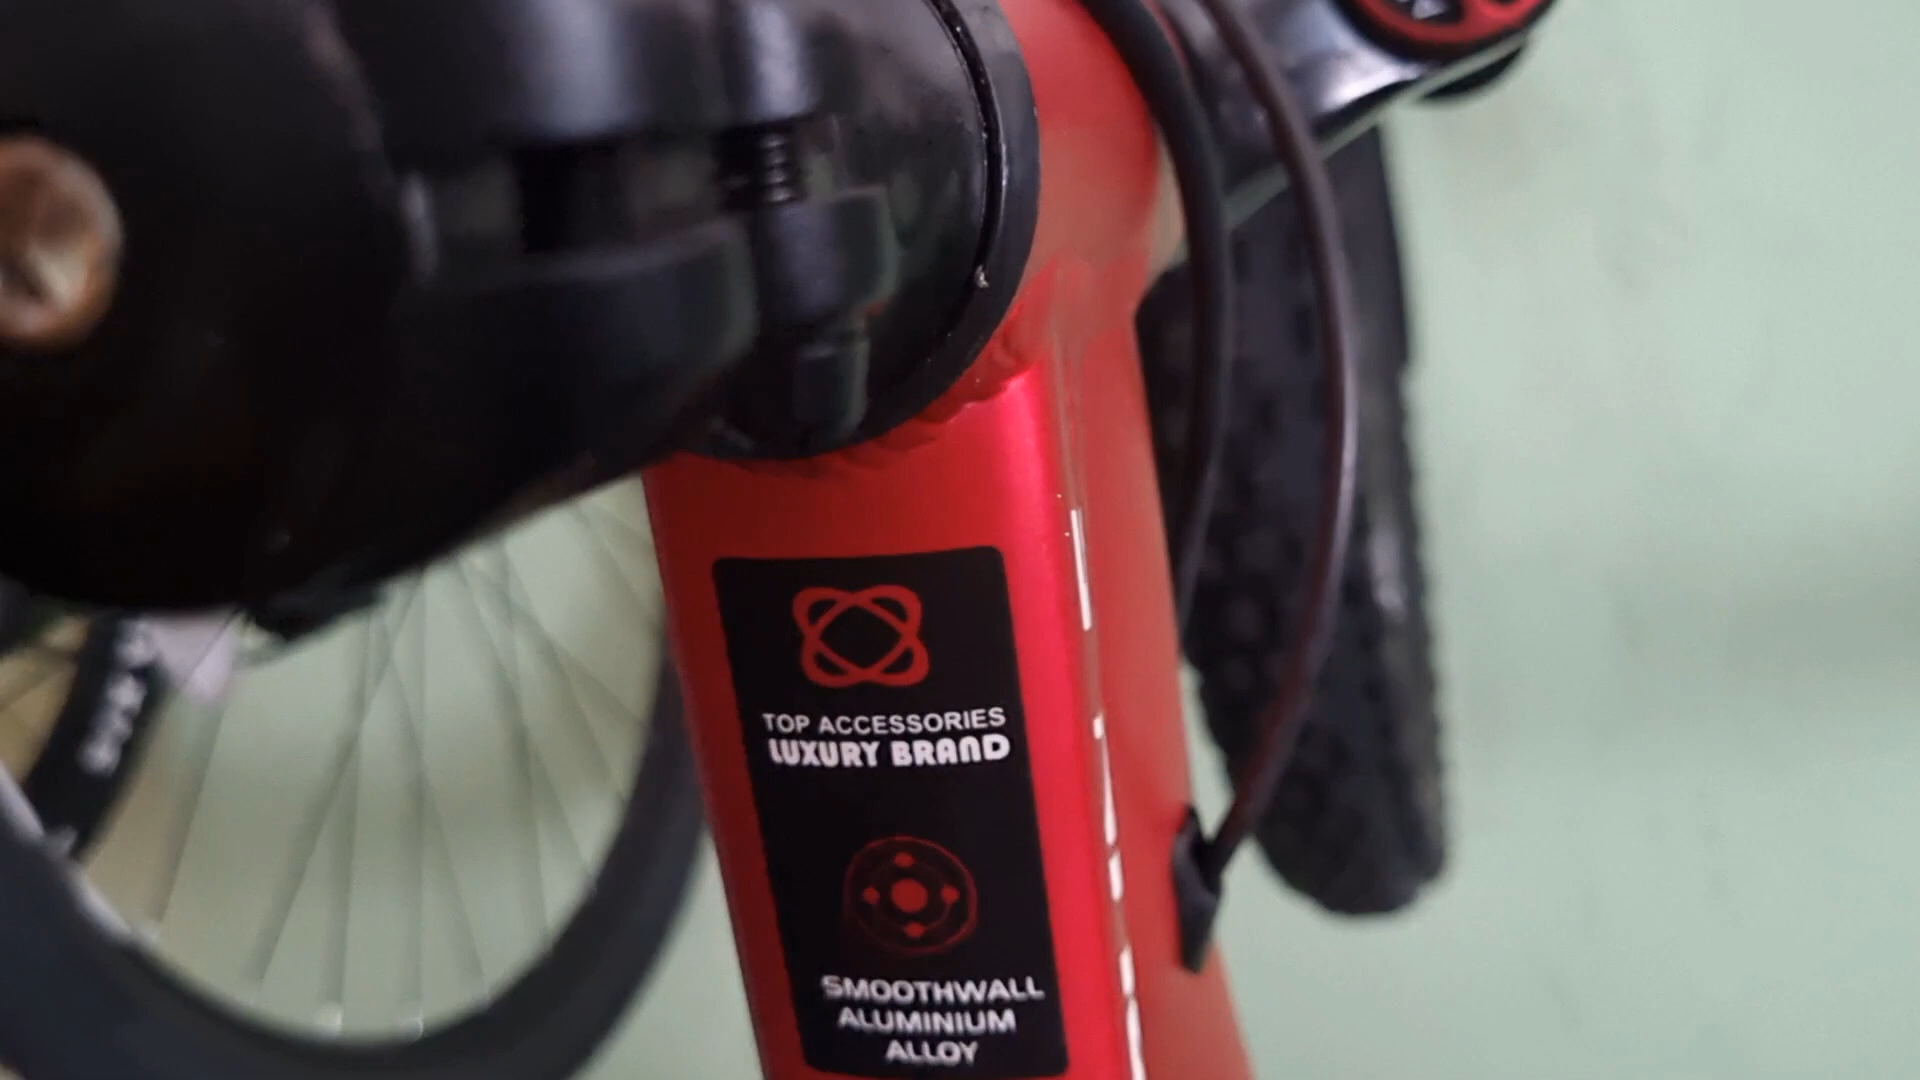 TOP ACCESSORIES
LUXURY BRAND
SMOOTHWALL
ALUMINIUM
ALLOY